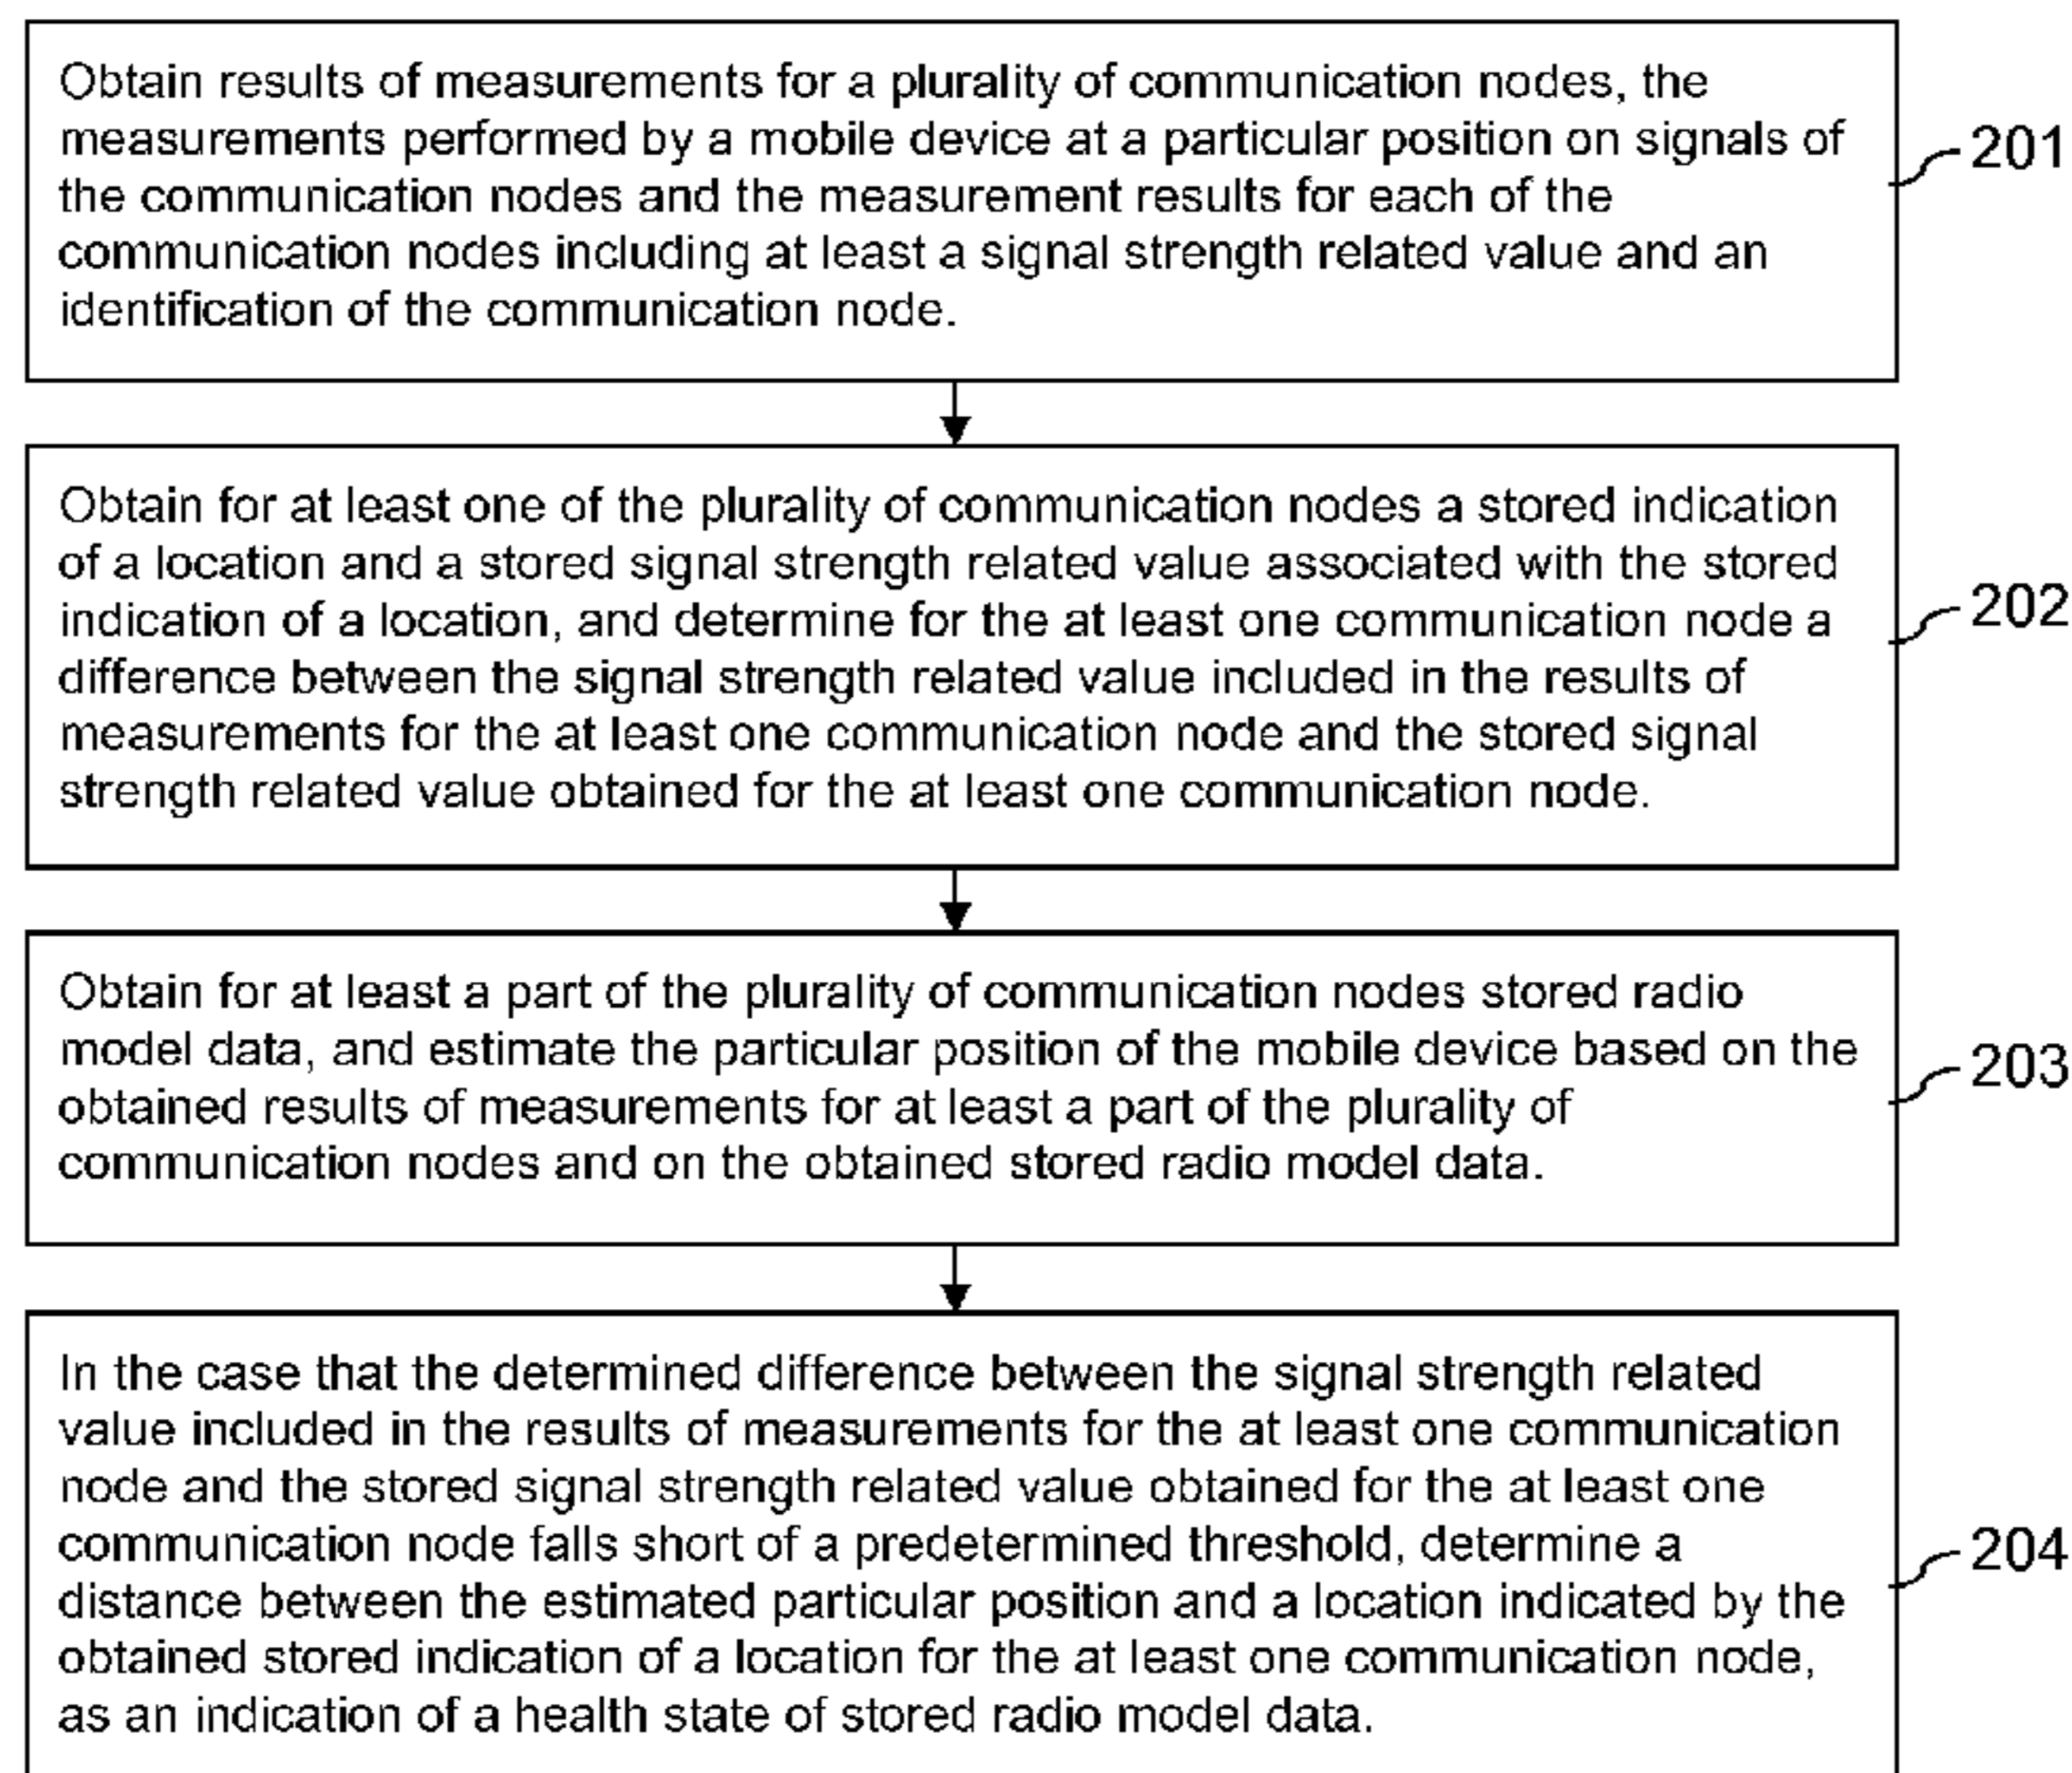 Obtain results of measurements for a plurality of communication nodes, the
measurements performed by a mobile device at a particular position on signals of
the communication nodes and the measurement results for each of the
communication nodes including at least a signal strength related value and an
identification of the communication node.
201
Obtain for at least one of the plurality of communication nodes a stored indication
of a location and a stored signal strength related value associated with the stored
indication of a location, and determine for the at least one communication node a
difference between the signal strength related value included in the results of
measurements for the at least one communication node and the stored signal
strength related value obtained for the at least one communication node.
202
Obtain for at least a part of the plurality of communication nodes stored radio
model data, and estimate the particular position of the mobile device based on the
obtained results of measurements for at least a part of the plurality of
communication nodes and on the obtained stored radio model data.
203
In the case that the determined difference between the signal strength related
value included in the results of measurements for the at least one communication
node and the stored signal strength related value obtained for the at least one
communication node falls short of a predetermined threshold, determine a
distance between the estimated particular position and a location indicated by the
obtained stored indication of a location for the at least one communication node,
as an indication of a health state of stored radio model data.
204